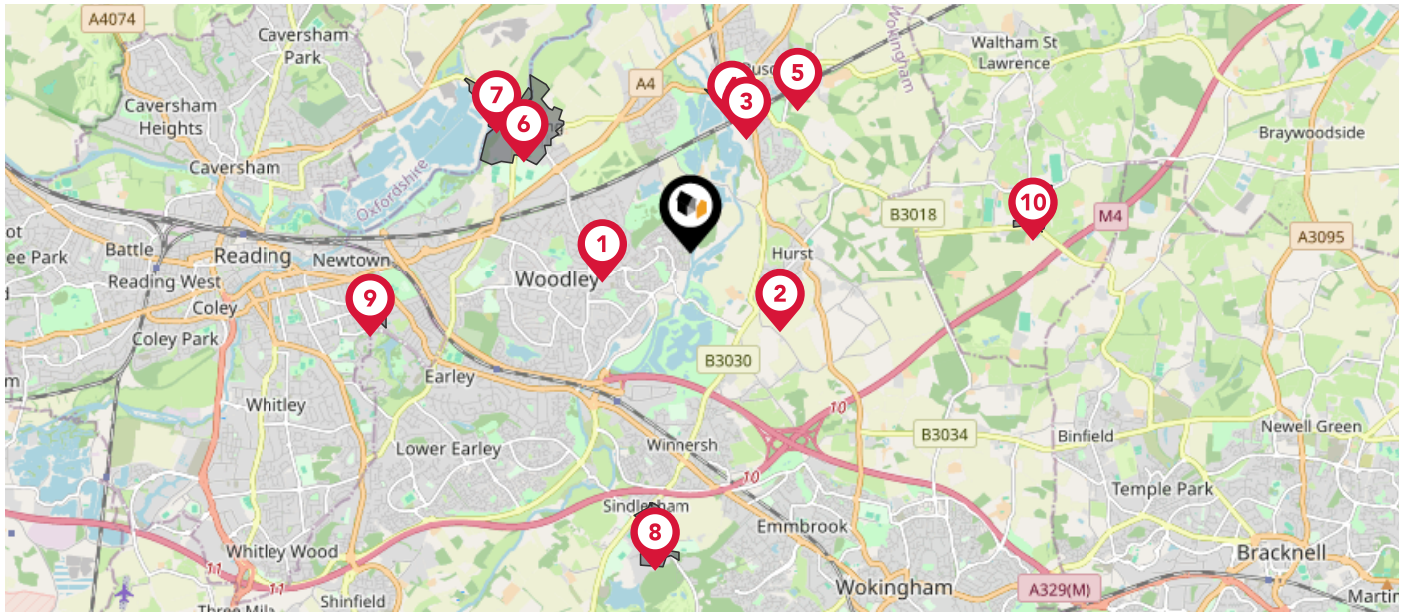 A4074
Caversham
Park
Waltham St
Lawrence
Wokingham
A4
5
7
3
6
Caversham
Heights
Braywoodside
Caversham
Oxfordshire
10
B3018
M4
A3095
Battle
Reading
Newtown
1
Hurst
ee Park
Reading West
Woodley
2
9
Coley
Coley Park
B3030
Earley
Whitley
10
Lower Earley
Winnersh
B3034
Binfield
Newell Green
10
Temple Park
8
Emmbrook
Whitley Wood
11
11
Bracknell
Wokingham
A329(M)
Shinfield